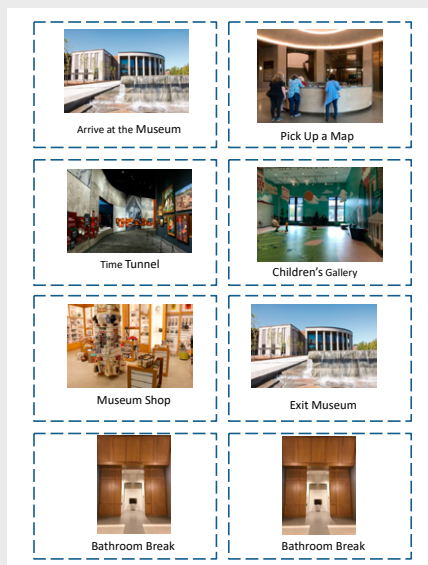 Arrive at the Museum
Pick Up a Map
Time Tunnel
Children's Gallery
Museum Shop
Exit Museum
Bathroom Break
Bathroom Break